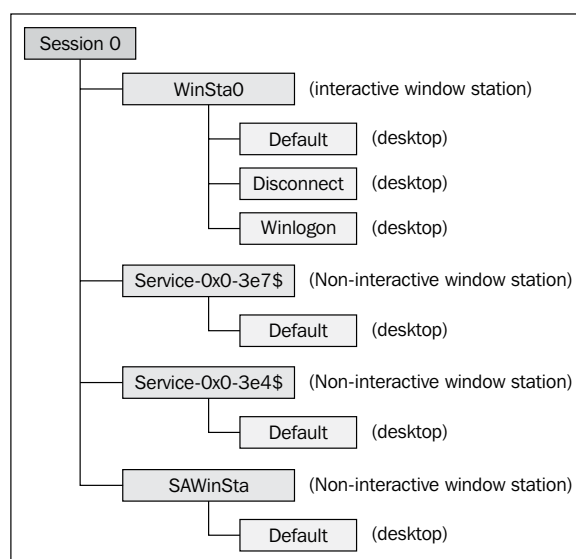 Session 0
WinSta0 (interactive window station)
Default (desktop)
Disconnect (desktop)
Winlogon (desktop)
Service-0x0-3e7$ (Non-interactive window station)
Default (desktop)
Service-0x0-3e4$ (Non-interactive window station)
Default (desktop)
SAWinSta (Non-interactive window station)
Default (desktop)